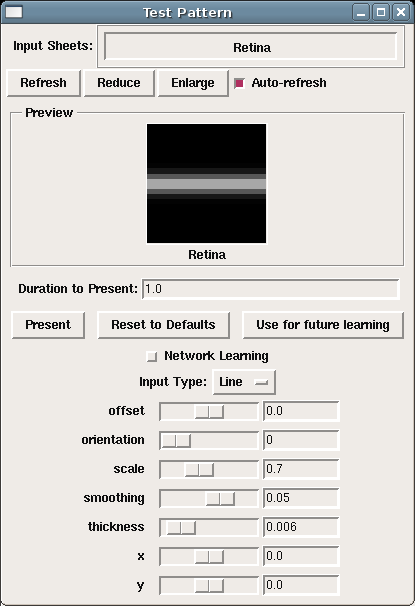 Test Pattern
Input Sheets: Retina
Refresh Reduce Enlarge Auto-refresh
Preview
Retina
Duration to Present: 1.0
Present Reset to Defaults Use for future learning
Network Learning
Input Type: Line
offset 0.0
orientation 0
scale 0.7
smoothing 0.05
thickness 0.006
x 0.0
y 0.0